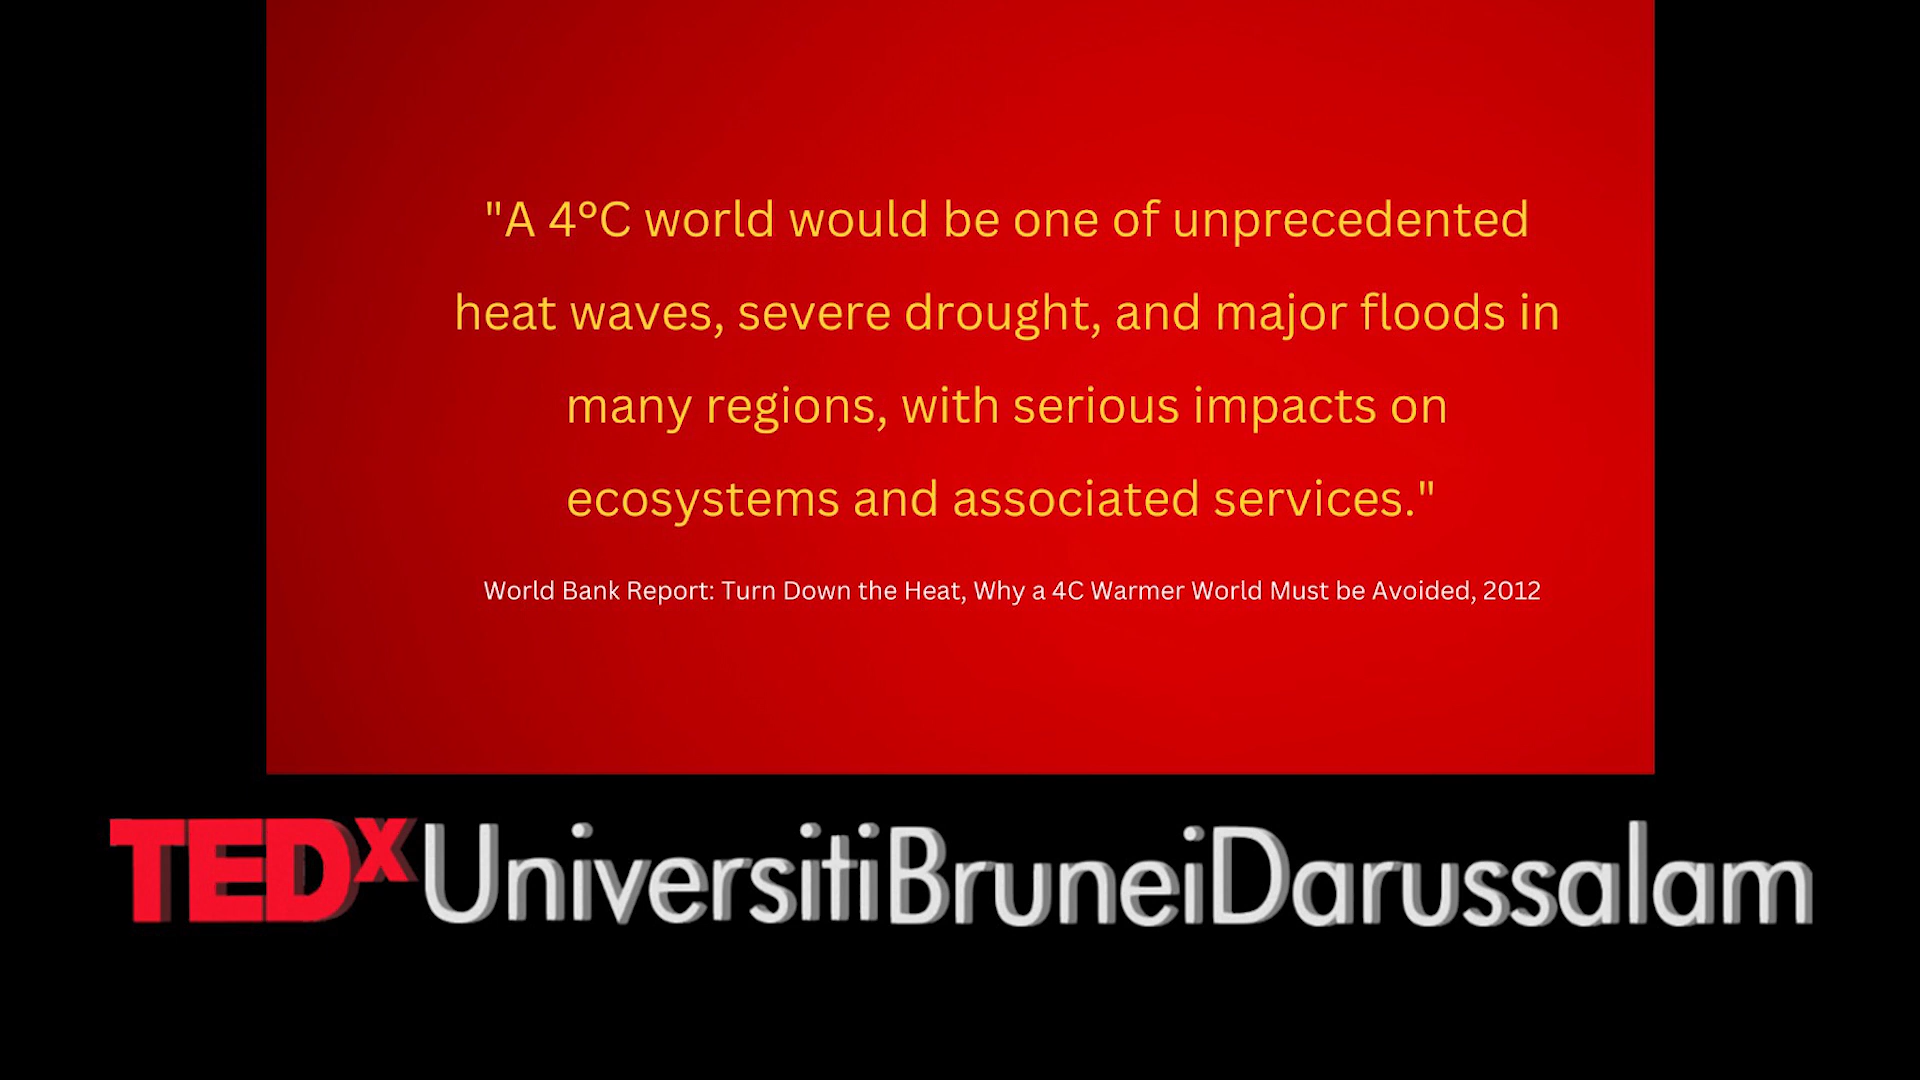 "A 4°C world would be one of unprecedented
heat waves, severe drought, and major floods in
many regions, with serious impacts on
ecosystems and associated services."
World Bank Report: Turn Down the Heat, Why a 4C Warmer World Must be Avoided, 2012
TEDxUniversitiBruneiDarussalam